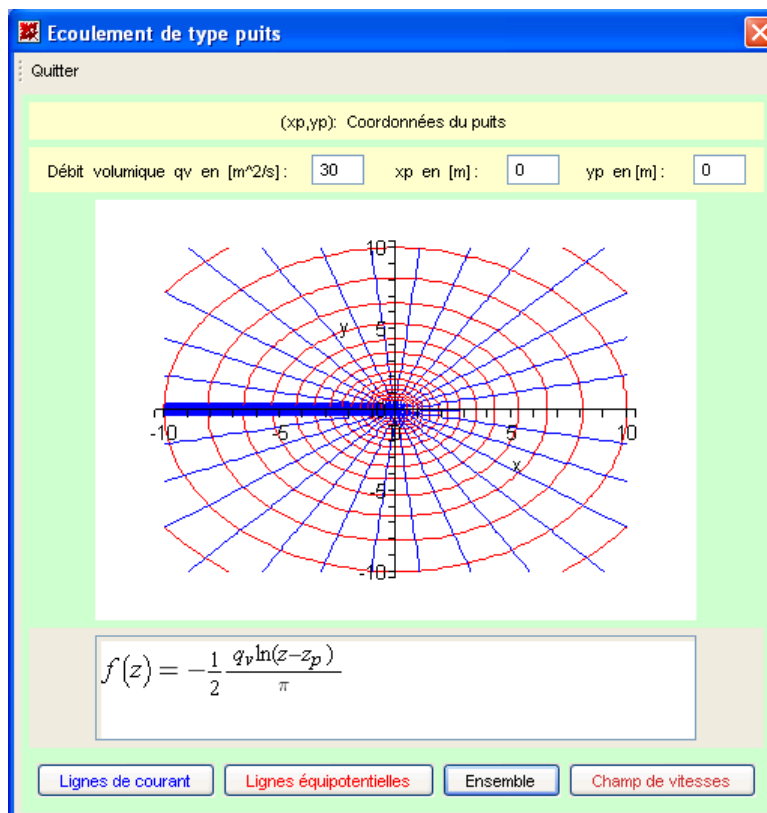 Ecoulement de type puits
Quitter
(xp,yp): Coordonnées du puits
Débit volumique qv en [m^2/s]: 30 xp en [m]: 0 yp en [m]: 0
10
y 5
-10 -5 0 5 10
x
-5
-10
f(z) = -1/2 q_v ln(z-z_p)/π
Lignes de courant Lignes équipotentielles Ensemble Champ de vitesses